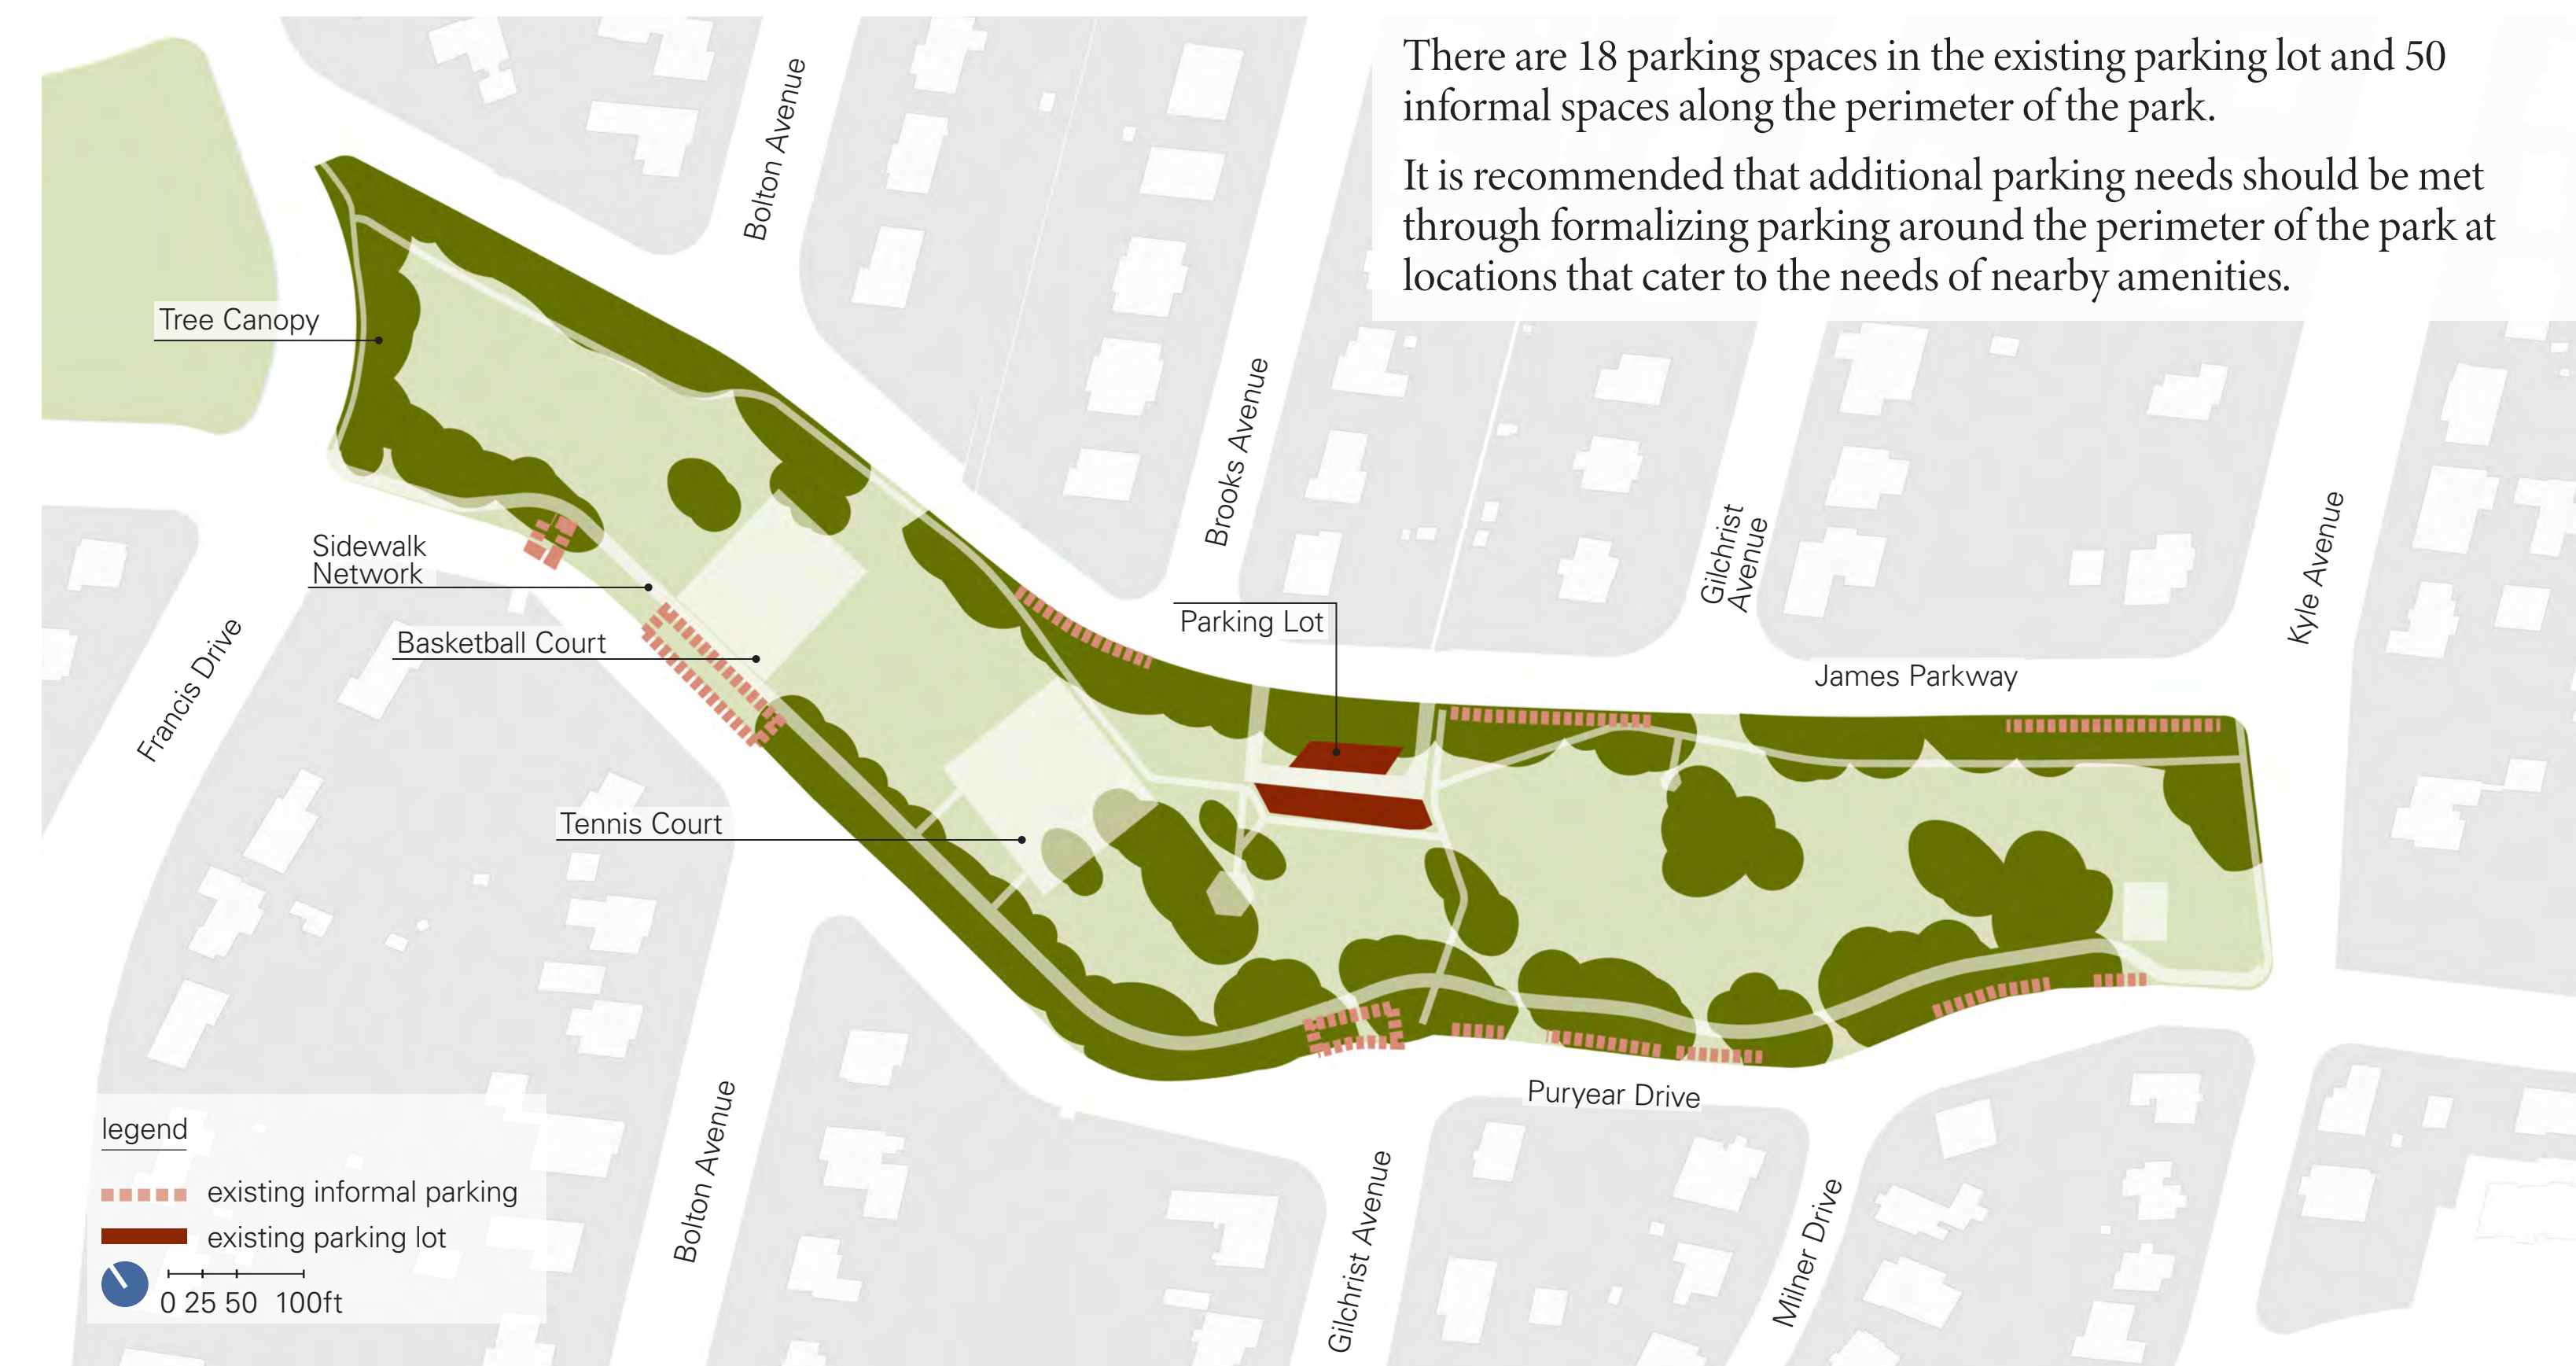 There are 18 parking spaces in the existing parking lot and 50
informal spaces along the perimeter of the park.
It is recommended that additional parking needs should be met
through formalizing parking around the perimeter of the park at
locations that cater to the needs of nearby amenities.
Bolton Avenue
Tree Canopy
Brooks Avenue
Gilchrist
Avenue
Kyle Avenue
Sidewalk
Network
Parking Lot
Basketball Court
Francis Drive
James Parkway
Tennis Court
Puryear Drive
Bolton Avenue
Gilchrist Avenue
Milner Drive
legend
existing informal parking
existing parking lot
0 25 50 100ft